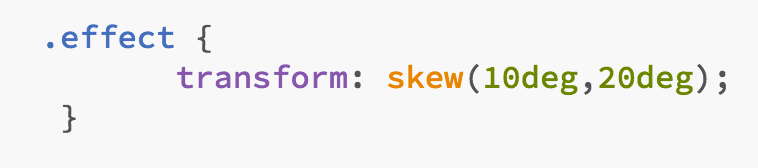 .effect {
transform: skew(10deg,20deg);
}